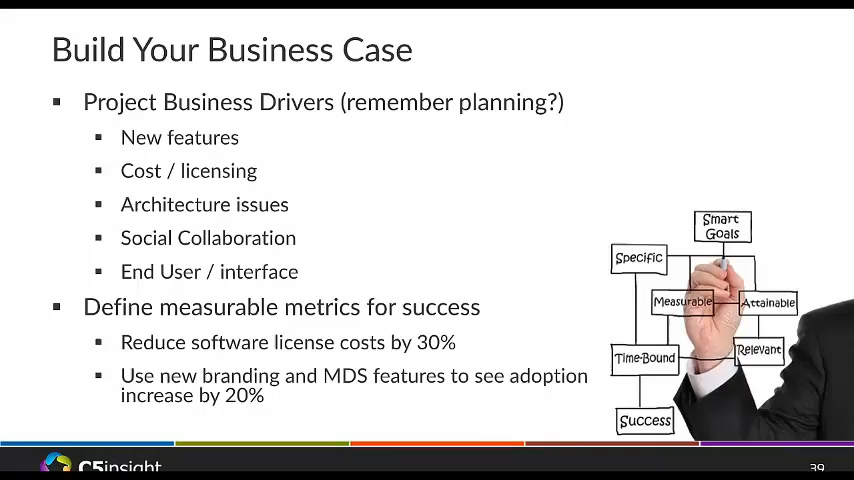 Build Your Business Case
Project Business Drivers (remember planning?)
New features
Cost / licensing
Architecture issues
Social Collaboration
End User / interface
Define measurable metrics for success
Reduce software license costs by 30%
Use new branding and MDS features to see adoption
increase by 20%
Smart
Goals
Specific
Measurable
Attainable
Time-Bound
Relevant
Success
C5insight
39